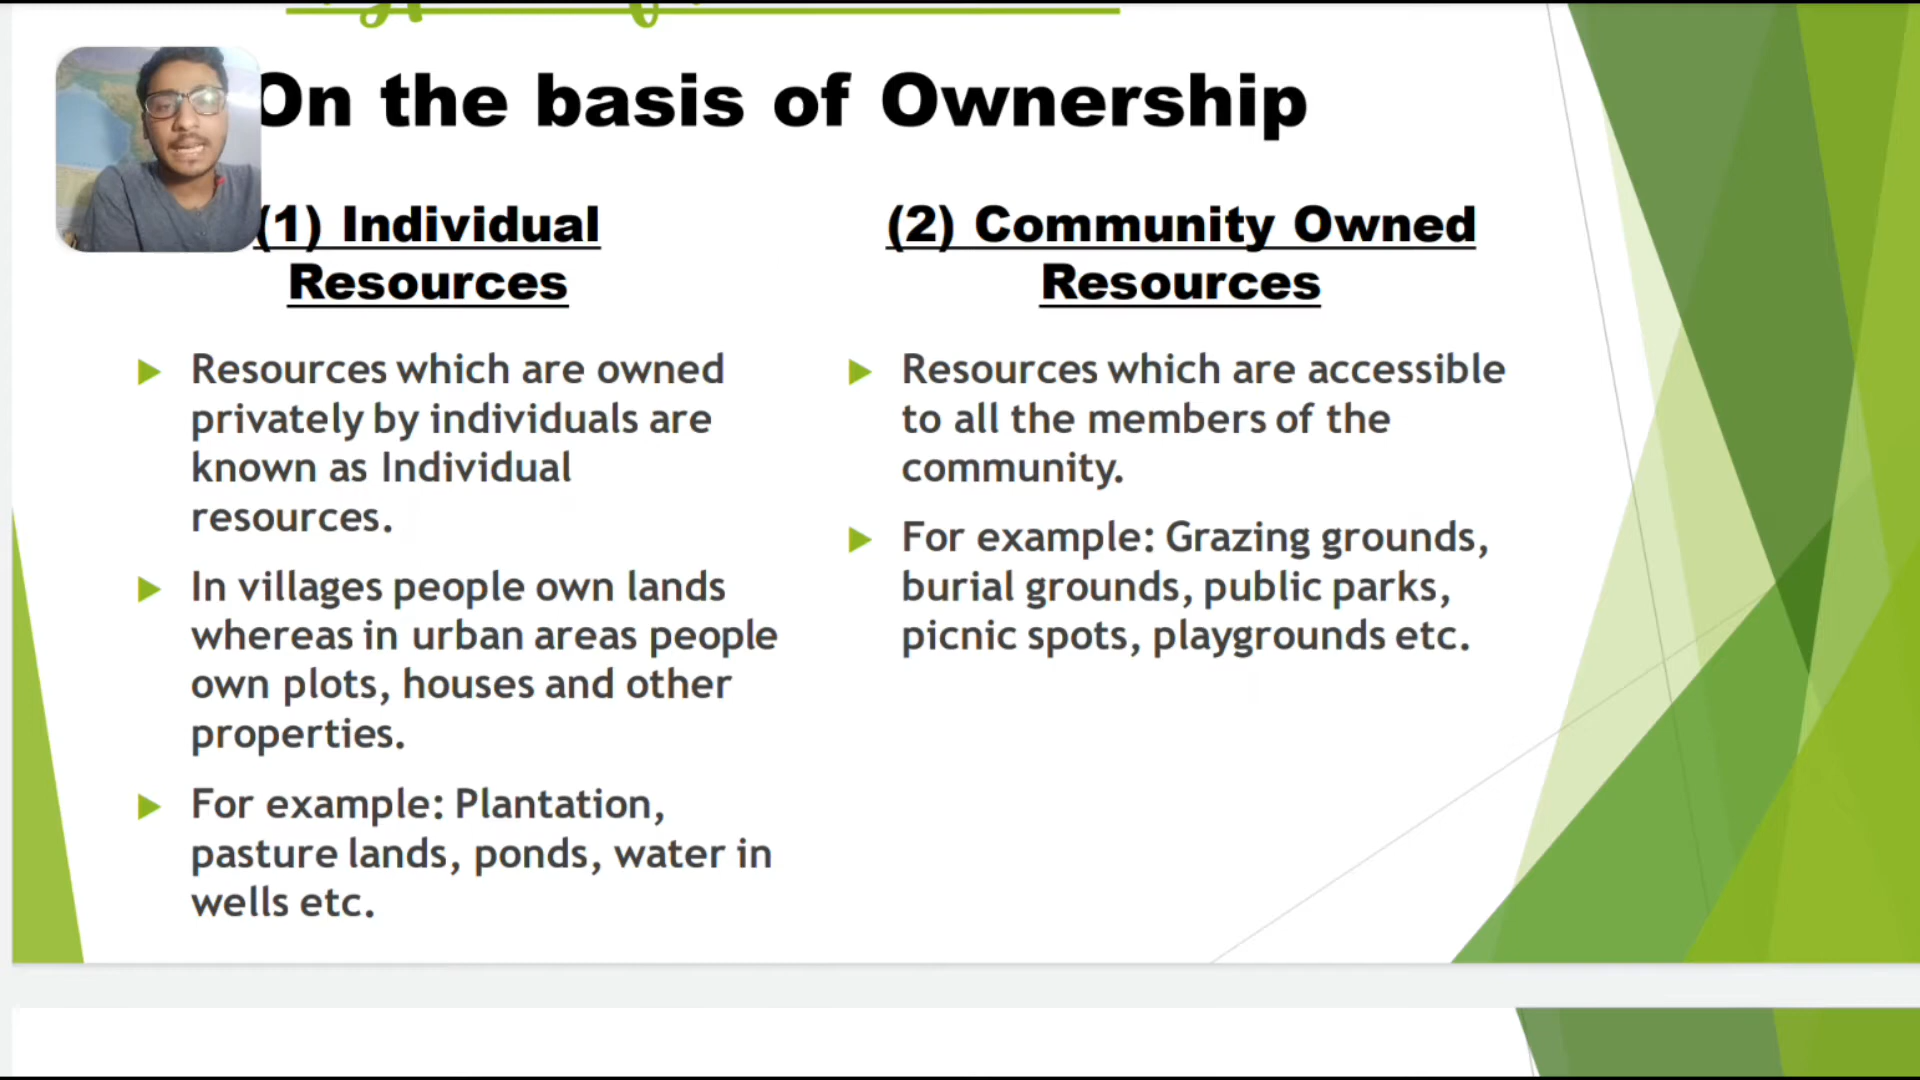 On the basis of Ownership
(1) Individual
Resources
Resources which are owned
privately by individuals are
known as Individual
resources.
In villages people own lands
whereas in urban areas people
own plots, houses and other
properties.
For example: Plantation,
pasture lands, ponds, water in
wells etc.
(2) Community Owned
Resources
Resources which are accessible
to all the members of the
community.
For example: Grazing grounds,
burial grounds, public parks,
picnic spots, playgrounds etc.